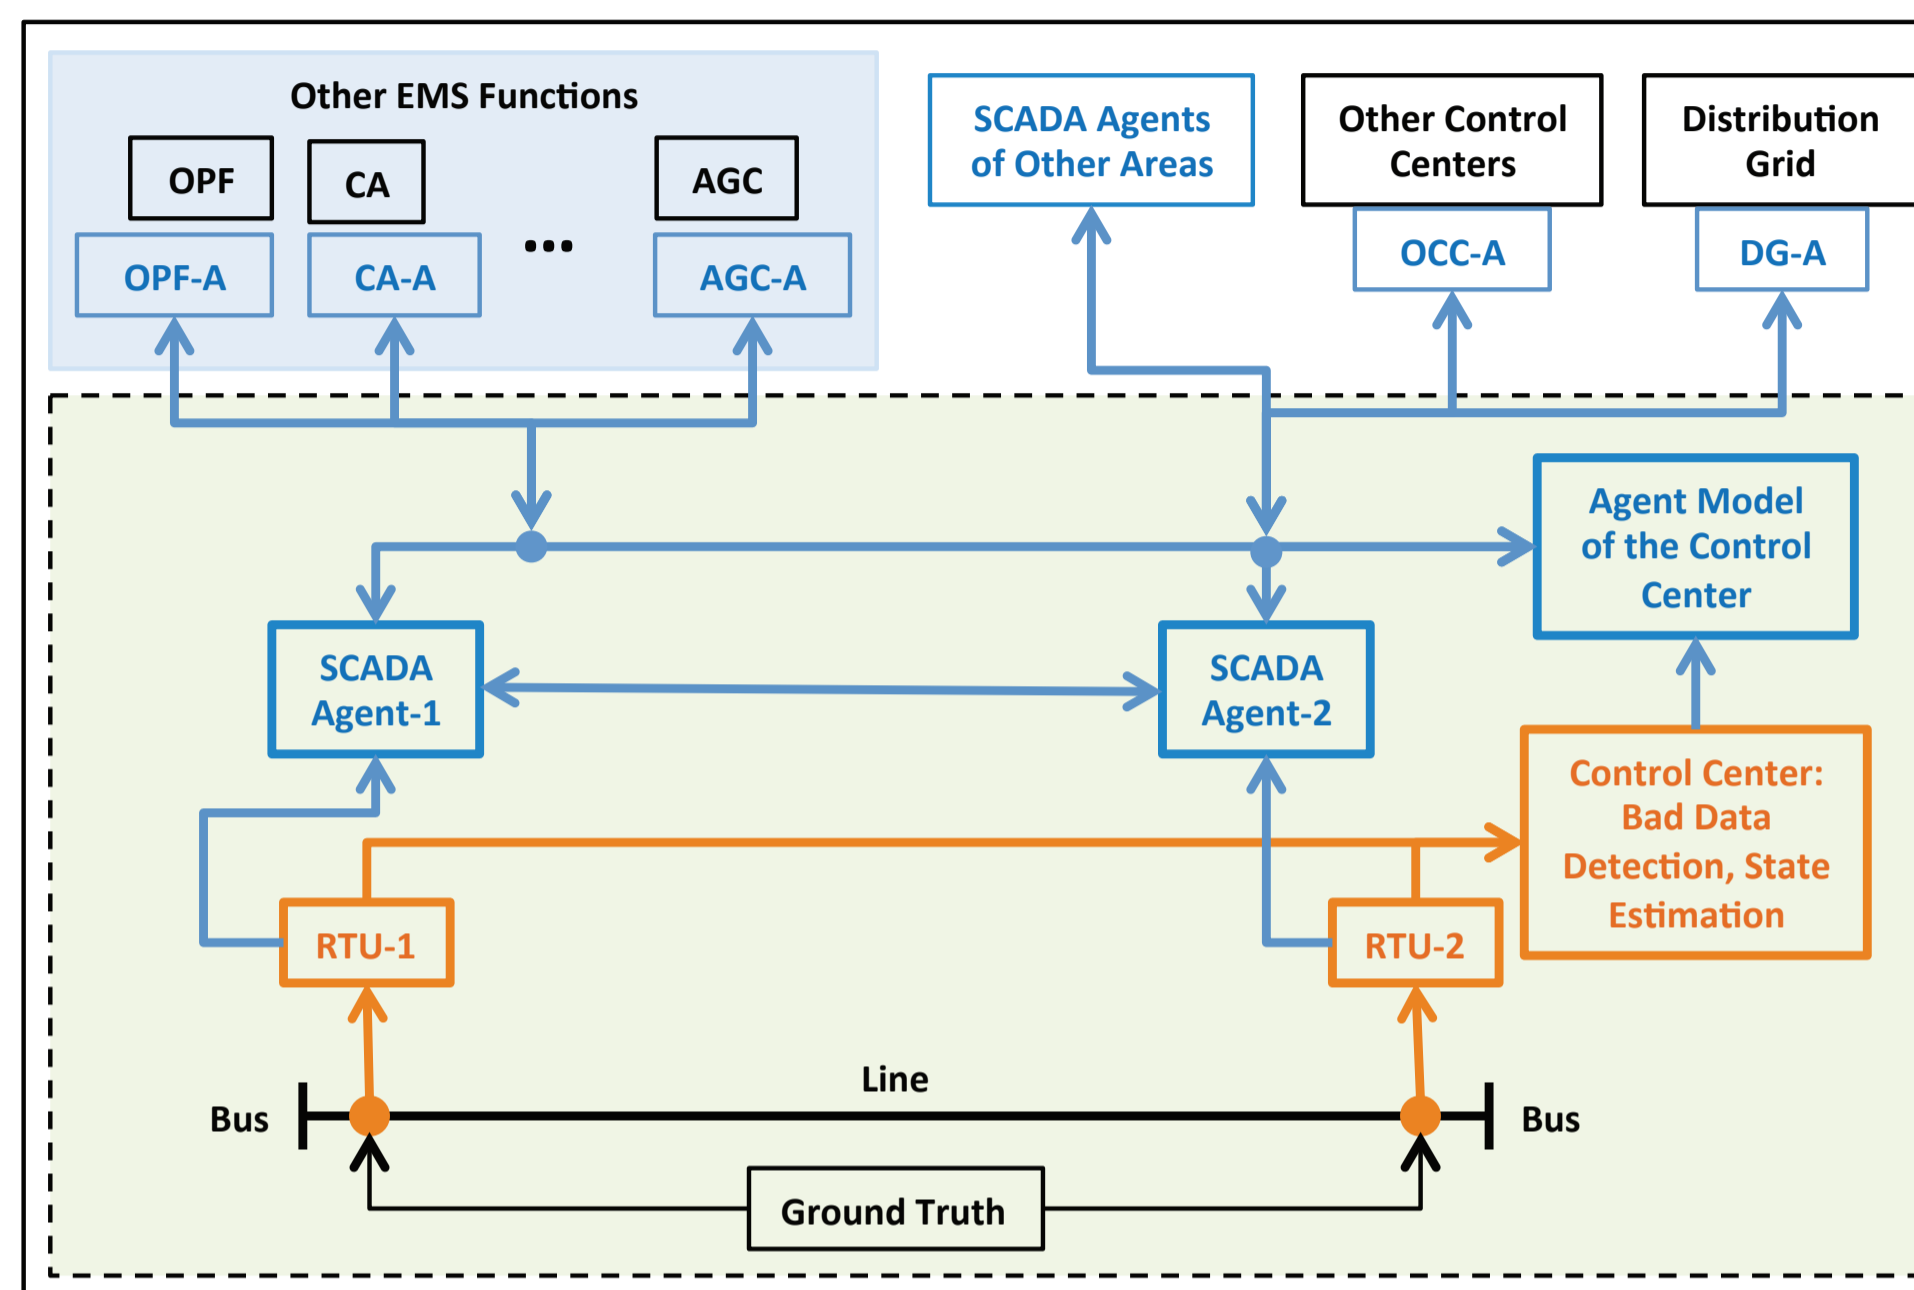 Other EMS Functions
OPF
CA
AGC
OPF-A
CA-A
...
AGC-A
SCADA Agents
of Other Areas
Other Control
Centers
OCC-A
Distribution
Grid
DG-A
Agent Model
of the Control
Center
SCADA
Agent-1
SCADA
Agent-2
Control Center:
Bad Data
Detection, State
Estimation
RTU-1
RTU-2
Line
Bus
Bus
Ground Truth